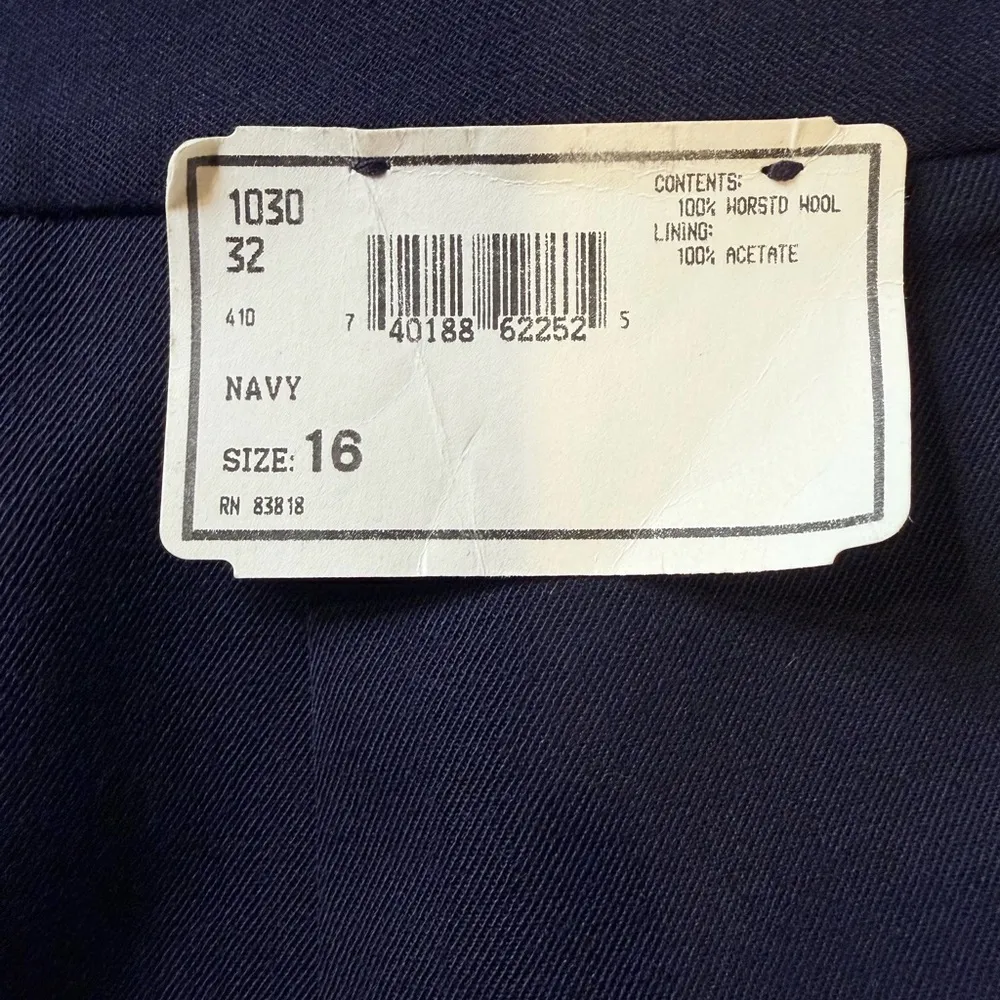 1030
32
410
7 40188 62252 5
NAVY
SIZE: 16
RN 83818
CONTENTS:
100% WORSTD WOOL
LINING:
100% ACETATE